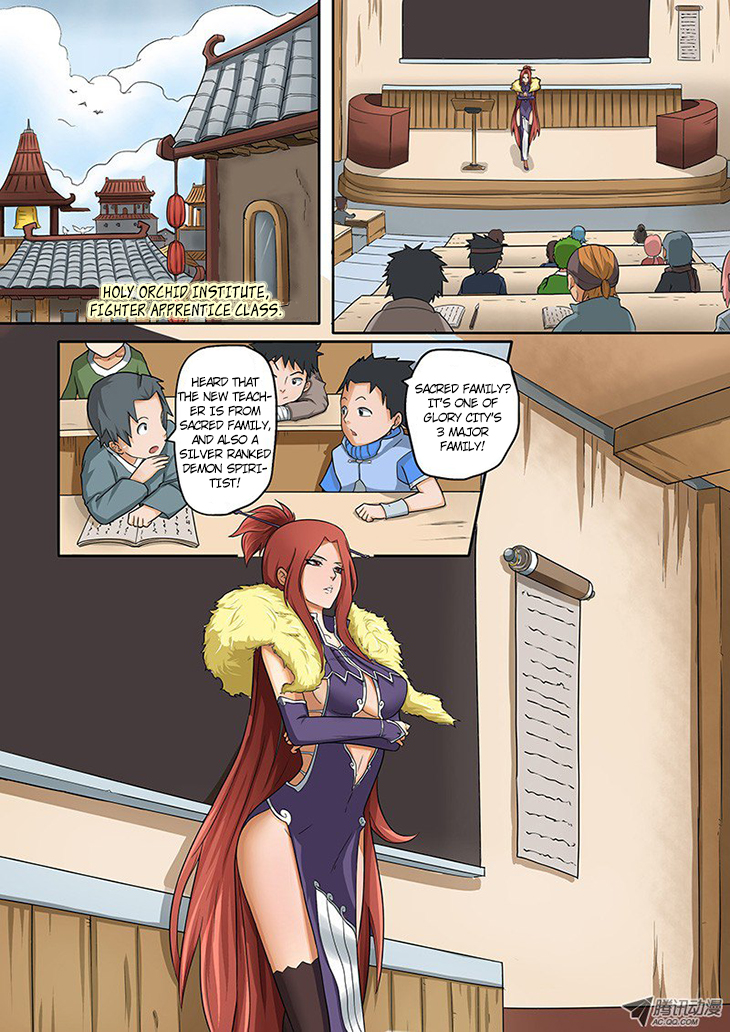 HOLY ORCHID INSTITUTE,
FIGHTER APPRENTICE CLASS.
HEARD THAT
THE NEW TEACH-
ER IS FROM
SACRED FAMILY,
AND ALSO A
SILVER RANKED
DEMON SPIRI-
TIST!
SACRED FAMILY?
IT'S ONE OF
GLORY CITY'S
3 MAJOR
FAMILY!
腾讯动漫
AC.QQ.COM